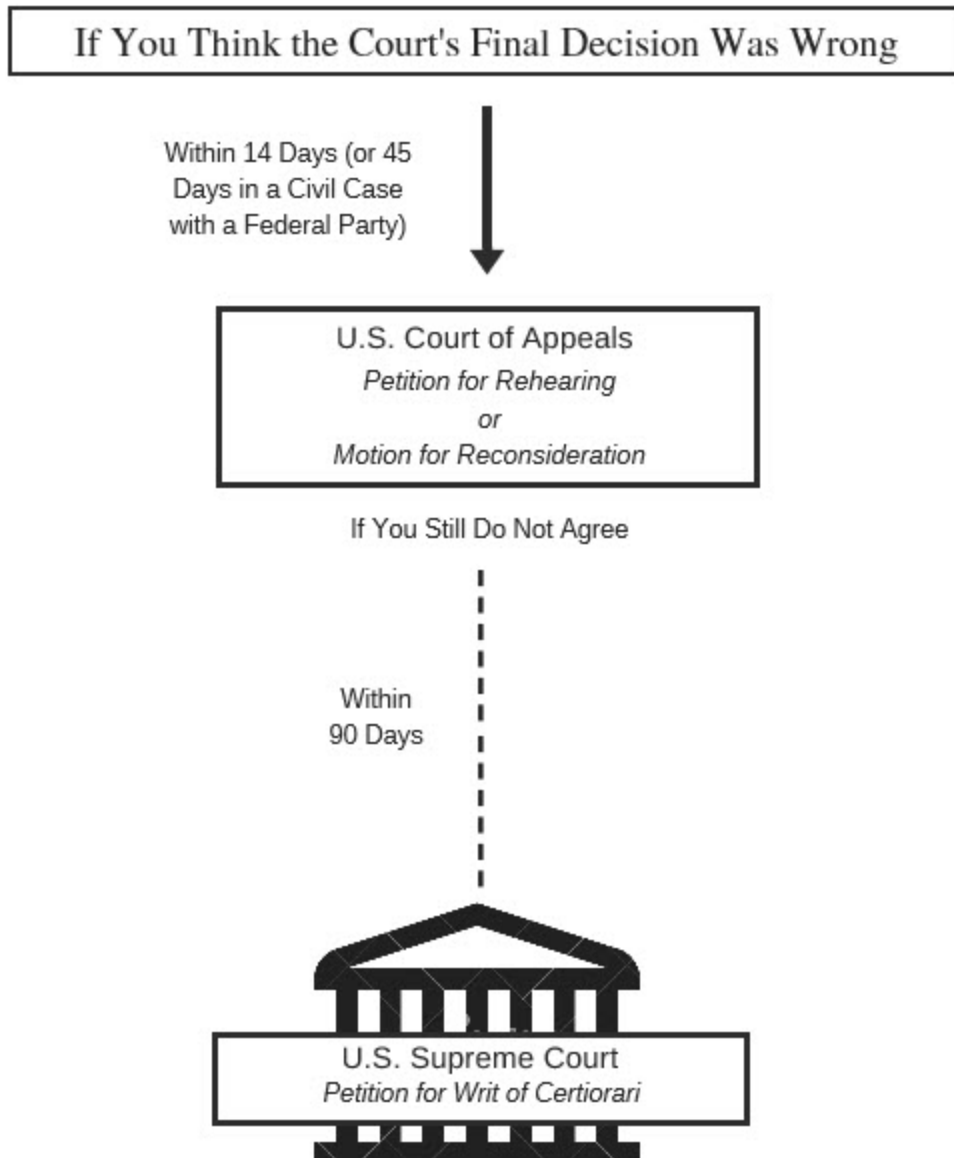 If You Think the Court's Final Decision Was Wrong
Within 14 Days (or 45
Days in a Civil Case
with a Federal Party)
U.S. Court of Appeals
Petition for Rehearing
or
Motion for Reconsideration
If You Still Do Not Agree
Within
90 Days
U.S. Supreme Court
Petition for Writ of Certiorari